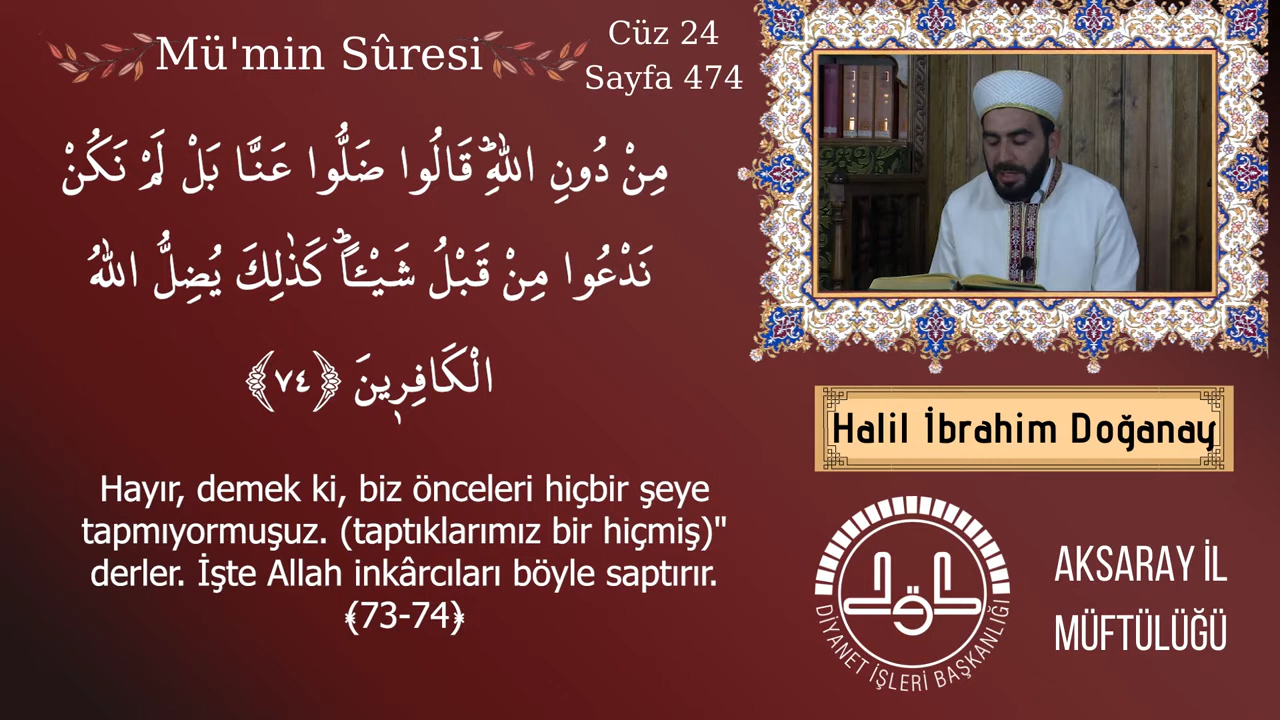 Mü'min Sûresi
Cüz 24
Sayfa 474
مِنْ دُونِ اللّٰهِۜ قَالُوا ضَلُّوا عَنَّا بَلْ لَمْ نَكُنْ
نَدْعُوا مِنْ قَبْلُ شَيْـًٔاۜ كَذٰلِكَ يُضِلُّ اللّٰهُ
الْكَافِر۪ينَ ﴿٧٤﴾
Hayır, demek ki, biz önceleri hiçbir şeye
tapmıyormuşuz. (taptıklarımız bir hiçmiş)"
derler. İşte Allah inkârcıları böyle saptırır.
﴾73-74﴿
Halil İbrahim Doğanay
DİYANET İŞLERİ BAŞKANLIĞI
AKSARAY İL
MÜFTÜLÜĞÜ